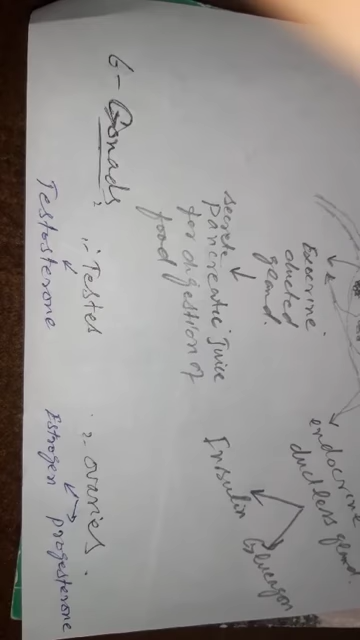 Exocrine
ducted
gland.
endocrine
ductless gland.
secrete
Pancreatic Juice
for digestion of
food
Insulin
Glucagon
6- Gonads:
1- Testes
Testosterone
2- ovaries.
Estrogen progesterone